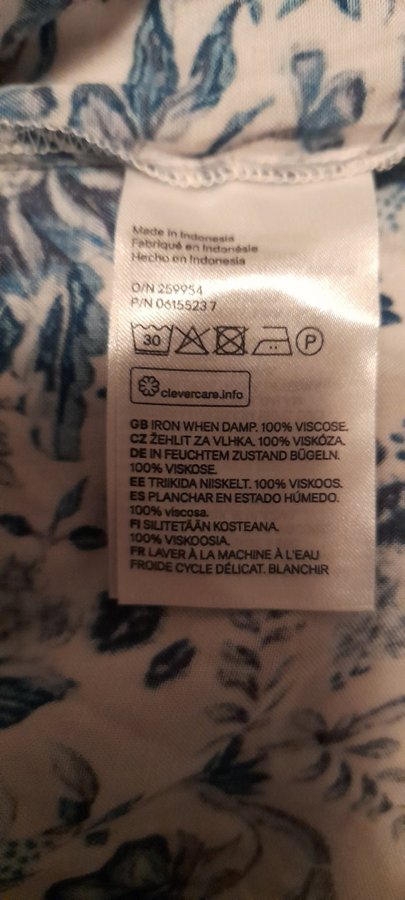 Made in Indonesia
Fabriqué en Indonésie
Hecho en Indonesia
O/N 259954
P/N 06155237
30 P
clevercare.info
GB IRON WHEN DAMP. 100% VISCOSE.
CZ ŽEHLIT ZA VLHKA. 100% VISKÓZA.
DE IN FEUCHTEM ZUSTAND BÜGELN.
100% VISKOSE.
EE TRIIKIDA NIISKELT. 100% VISKOOS.
ES PLANCHAR EN ESTADO HÚMEDO.
100% viscosa.
FI SILITETÄÄN KOSTEANA.
100% VISKOOSIA.
FR LAVER À LA MACHINE À L'EAU
FROIDE CYCLE DÉLICAT. BLANCHIR